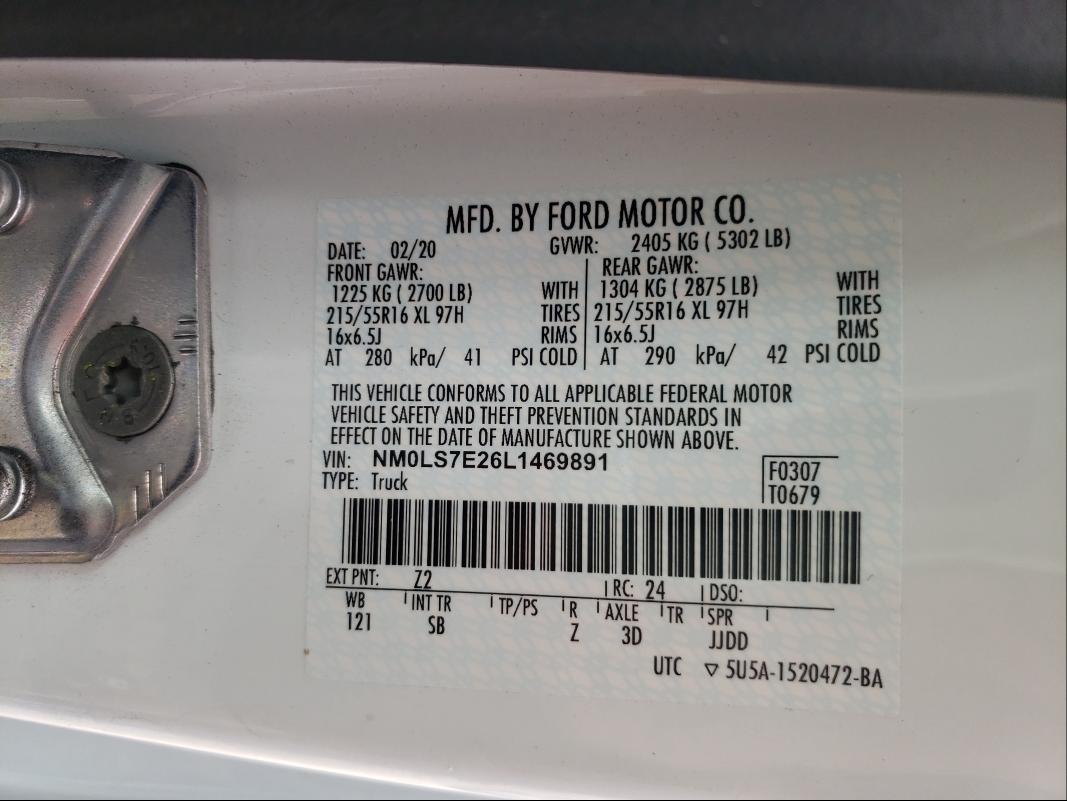 MFD. BY FORD MOTOR CO.
DATE: 02/20 GVWR: 2405 KG ( 5302 LB)
FRONT GAWR: REAR GAWR:
1225 KG ( 2700 LB) WITH 1304 KG ( 2875 LB) WITH
215/55R16 XL 97H TIRES 215/55R16 XL 97H TIRES
16x6.5J RIMS 16x6.5J RIMS
AT 280 kPa/ 41 PSI COLD AT 290 kPa/ 42 PSI COLD
THIS VEHICLE CONFORMS TO ALL APPLICABLE FEDERAL MOTOR
VEHICLE SAFETY AND THEFT PREVENTION STANDARDS IN
EFFECT ON THE DATE OF MANUFACTURE SHOWN ABOVE.
VIN: NM0LS7E26L1469891
F0307
TYPE: Truck
T0679
EXT PNT: Z2 RC: 24 DSO:
WB INT TR TP/PS R AXLE TR SPR
121 SB Z 3D JJDD
UTC ▽ 5U5A-1520472-BA